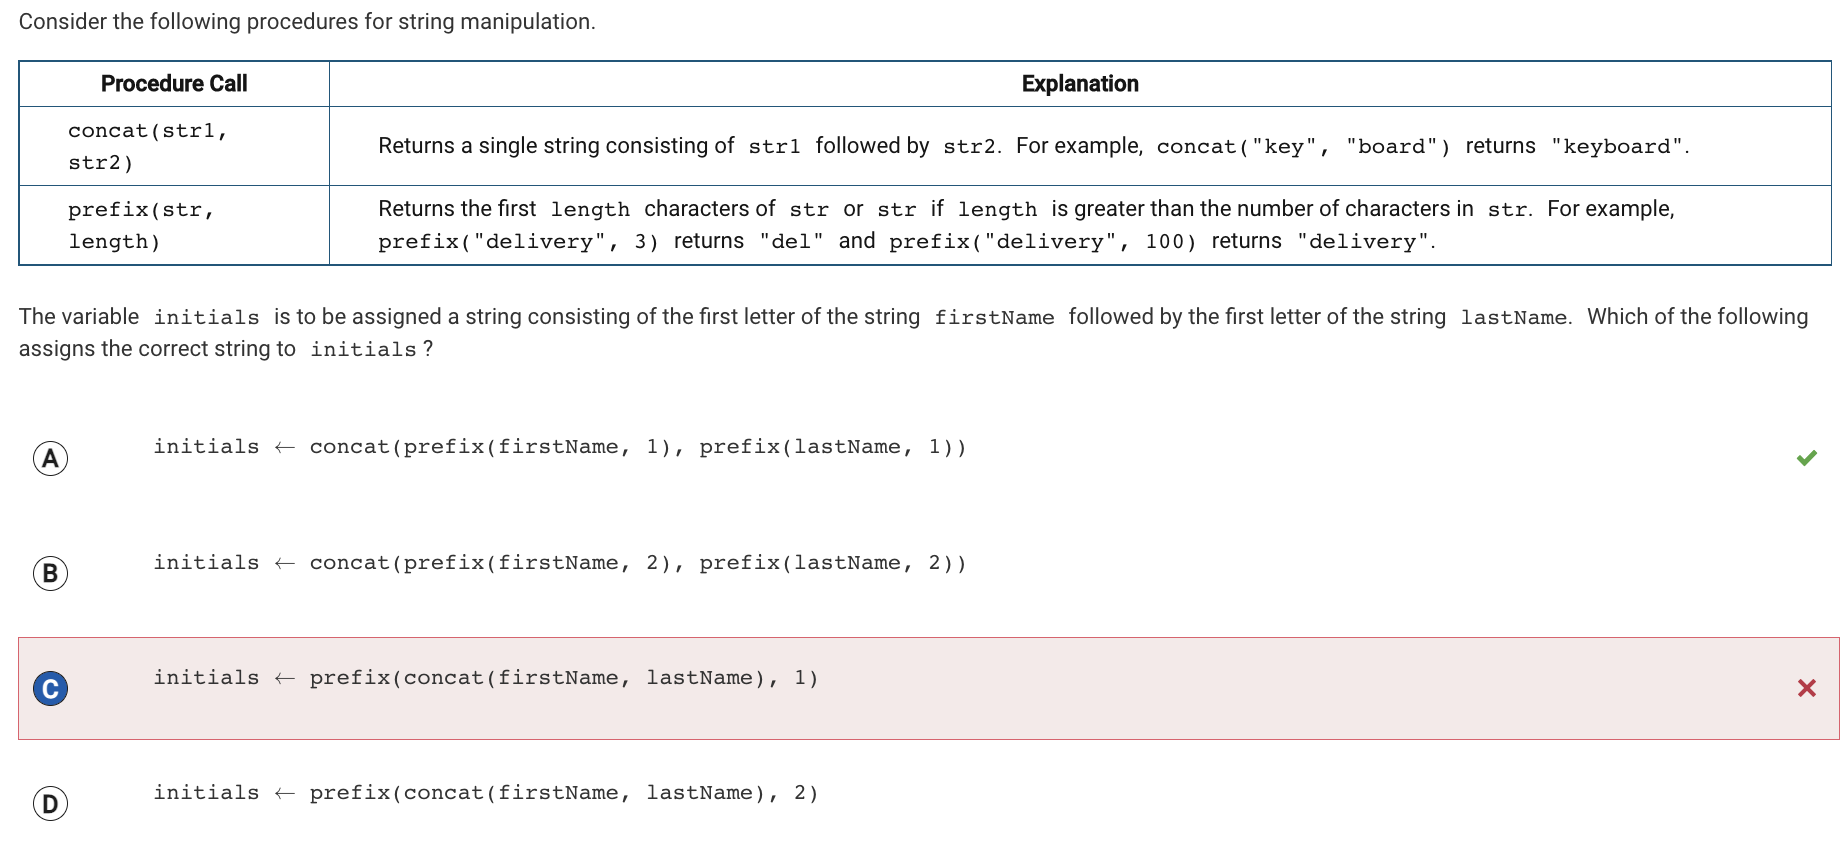 Consider the following procedures for string manipulation.
Procedure Call
Explanation
concat(str1,
str2)
Returns a single string consisting of str1 followed by str2. For example, concat("key", "board") returns "keyboard".
prefix(str,
length)
Returns the first length characters of str or str if length is greater than the number of characters in str. For example,
prefix("delivery", 3) returns "del" and prefix("delivery", 100) returns "delivery".
The variable initials is to be assigned a string consisting of the first letter of the string firstName followed by the first letter of the string lastName. Which of the following
assigns the correct string to initials ?
A initials ← concat(prefix(firstName, 1), prefix(lastName, 1))
B initials ← concat(prefix(firstName, 2), prefix(lastName, 2))
C initials ← prefix(concat(firstName, lastName), 1)
D initials ← prefix(concat(firstName, lastName), 2)